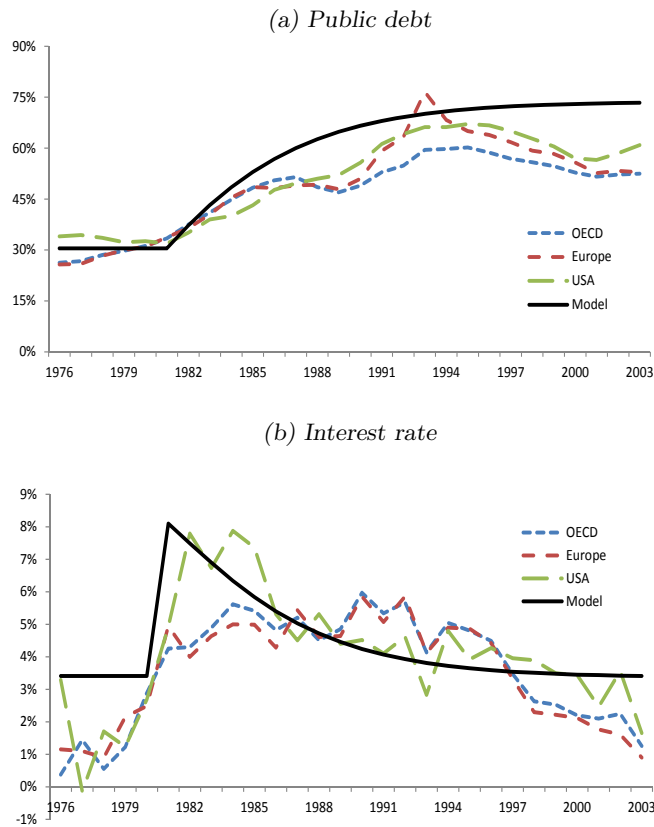 (a) Public debt
90%
75%
60%
45%
30%
15%
0%
OECD
Europe
USA
Model
1976 1979 1982 1985 1988 1991 1994 1997 2000 2003
(b) Interest rate
9%
8%
7%
6%
5%
4%
3%
2%
1%
0%
-1%
OECD
Europe
USA
Model
1976 1979 1982 1985 1988 1991 1994 1997 2000 2003